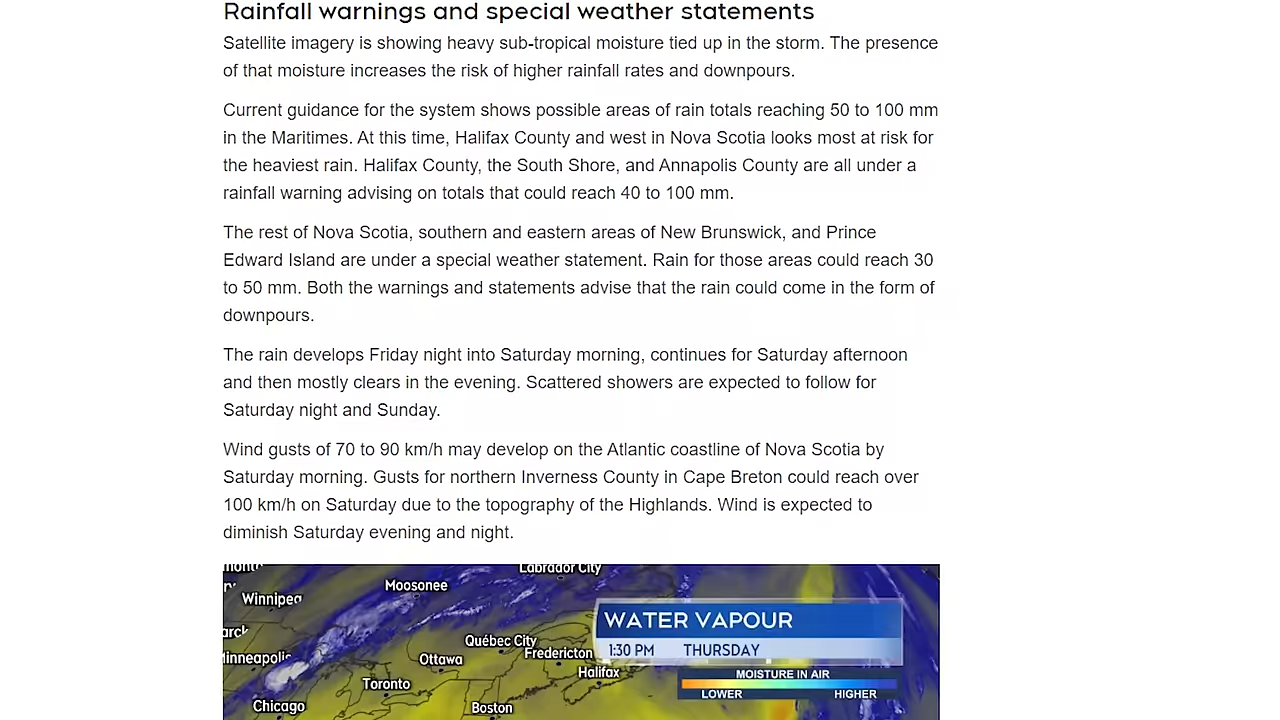 Rainfall warnings and special weather statements
Satellite imagery is showing heavy sub-tropical moisture tied up in the storm. The presence
of that moisture increases the risk of higher rainfall rates and downpours.
Current guidance for the system shows possible areas of rain totals reaching 50 to 100 mm
in the Maritimes. At this time, Halifax County and west in Nova Scotia looks most at risk for
the heaviest rain. Halifax County, the South Shore, and Annapolis County are all under a
rainfall warning advising on totals that could reach 40 to 100 mm.
The rest of Nova Scotia, southern and eastern areas of New Brunswick, and Prince
Edward Island are under a special weather statement. Rain for those areas could reach 30
to 50 mm. Both the warnings and statements advise that the rain could come in the form of
downpours.
The rain develops Friday night into Saturday morning, continues for Saturday afternoon
and then mostly clears in the evening. Scattered showers are expected to follow for
Saturday night and Sunday.
Wind gusts of 70 to 90 km/h may develop on the Atlantic coastline of Nova Scotia by
Saturday morning. Gusts for northern Inverness County in Cape Breton could reach over
100 km/h on Saturday due to the topography of the Highlands. Wind is expected to
diminish Saturday evening and night.
Labrador City
Moosonee
Winnipeg
WATER VAPOUR
Québec City
1:30 PM THURSDAY
Fredericton
Ottawa
Halifax
MOISTURE IN AIR
Toronto
LOWER HIGHER
Chicago
Boston